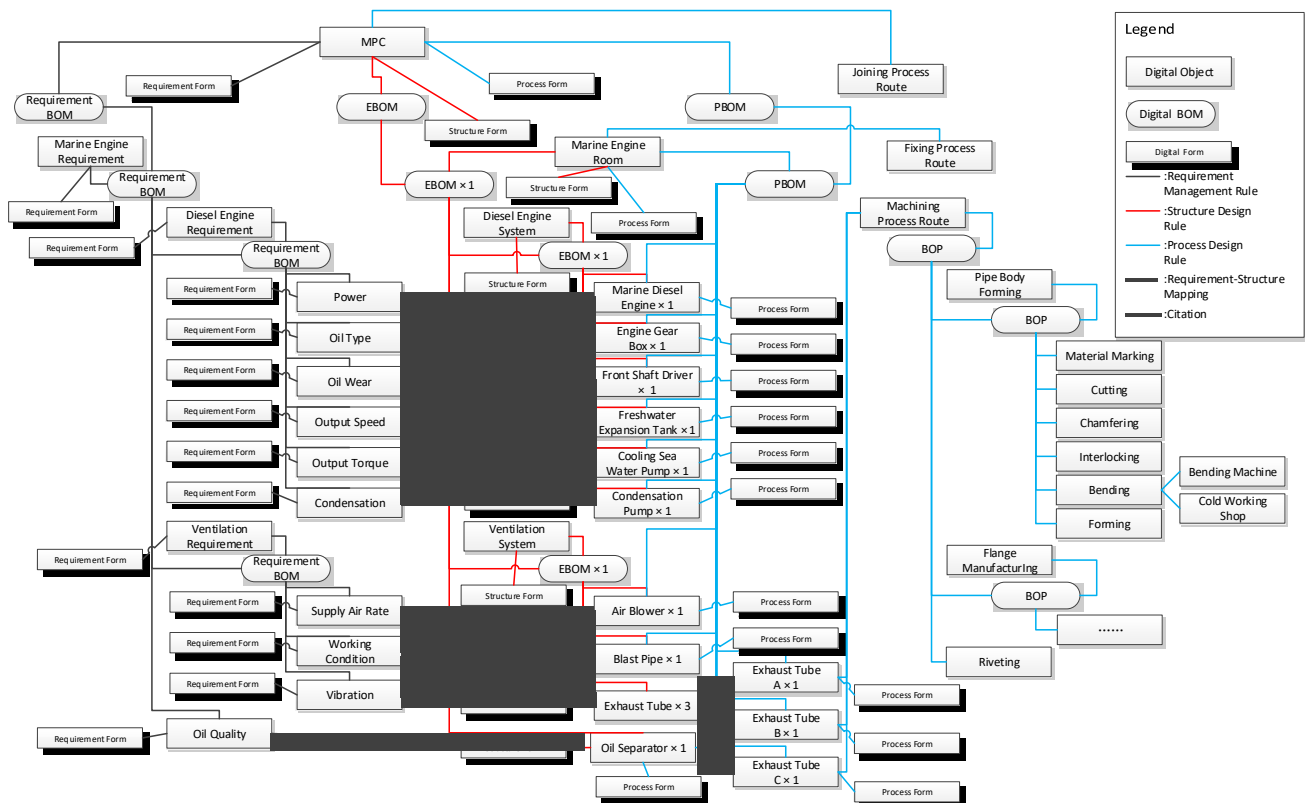 MPC
Joining Process
Route
Requirement Form
Process Form
Requirement
BOM
EBOM
PBOM
Structure Form
Marine Engine
Requirement
Marine Engine
Room
Fixing Process
Route
Requirement
BOM
EBOM × 1
Structure Form
PBOM
Requirement Form
Process Form
Diesel Engine
Requirement
Diesel Engine
System
Machining
Process Route
Requirement Form
Requirement
BOM
EBOM × 1
BOP
Structure Form
Pipe Body
Forming
Requirement Form
Power
Marine Diesel
Engine × 1
Process Form
BOP
Requirement Form
Oil Type
Engine Gear
Box × 1
Process Form
Material Marking
Requirement Form
Oil Wear
Front Shaft Driver
× 1
Process Form
Cutting
Requirement Form
Output Speed
Freshwater
Expansion Tank ×1
Process Form
Chamfering
Requirement Form
Output Torque
Cooling Sea
Water Pump × 1
Process Form
Interlocking
Requirement Form
Condensation
Condensation
Pump × 1
Process Form
Bending
Bending Machine
Cold Working
Shop
Forming
Ventilation
Requirement
Ventilation
System
Requirement Form
Requirement
BOM
EBOM × 1
Flange
Manufacturing
Structure Form
BOP
Requirement Form
Supply Air Rate
Air Blower × 1
Process Form
......
Requirement Form
Working
Condition
Blast Pipe × 1
Process Form
Riveting
Requirement Form
Vibration
Exhaust Tube × 3
Exhaust Tube
A × 1
Process Form
Requirement Form
Oil Quality
Oil Separator × 1
Exhaust Tube
B × 1
Process Form
Process Form
Exhaust Tube
C × 1
Process Form
Legend
Digital Object
Digital BOM
Digital Form
:Requirement
Management Rule
:Structure Design
Rule
:Process Design
Rule
:Requirement-Structure
Mapping
:Citation